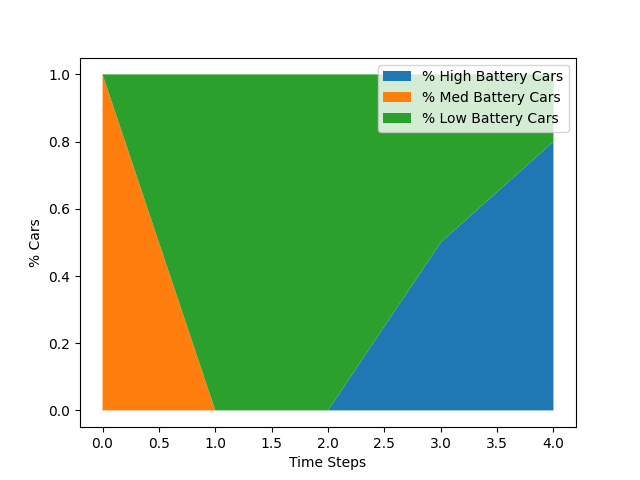 % High Battery Cars
% Med Battery Cars
% Low Battery Cars
1.0
0.8
0.6
0.4
0.2
0.0
% Cars
0.0 0.5 1.0 1.5 2.0 2.5 3.0 3.5 4.0
Time Steps